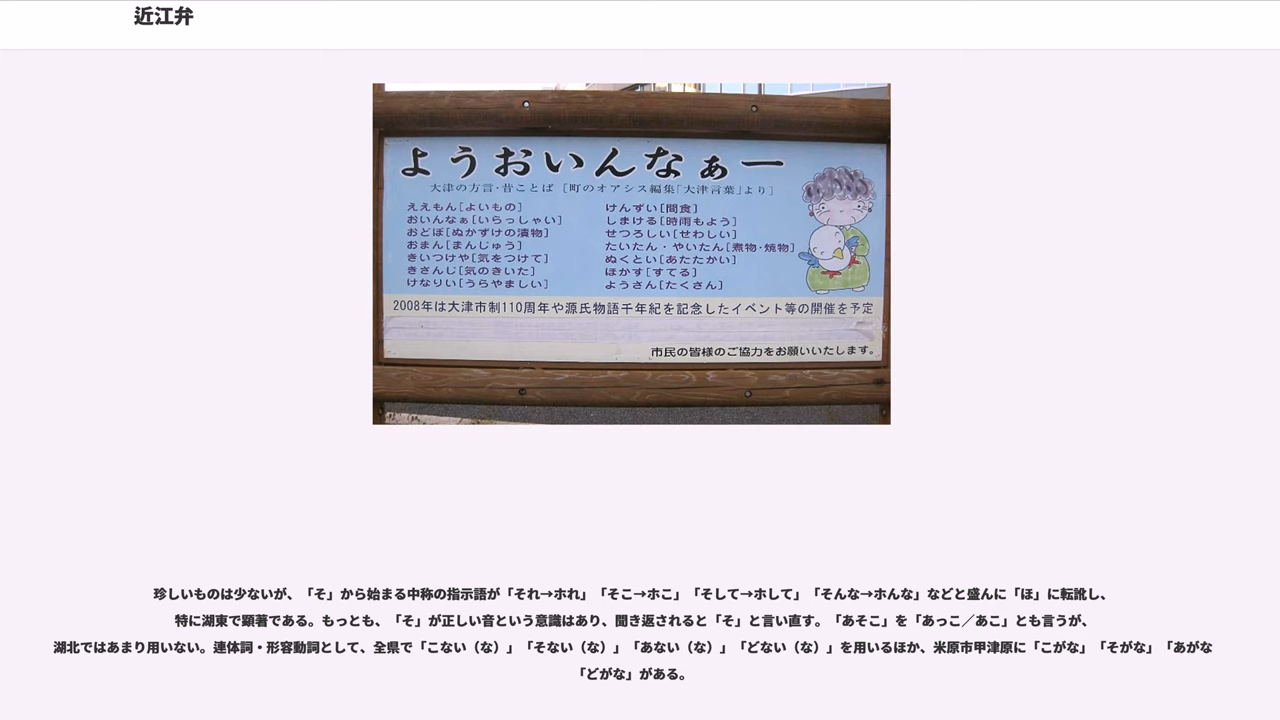 近江弁
ようおいんなぁー
大津の方言・昔ことば [町のオアシス編集「大津言葉」より]
ええもん[よいもの]
おいんなぁ[いらっしゃい]
おどぼ[ぬかずけの漬物]
おまん[まんじゅう]
きいつけや[気をつけて]
きさんじ[気のきいた]
けなりい[うらやましい]
けんずい[間食]
しまける[時雨もよう]
せつろしい[せわしい]
たいたん・やいたん[煮物・焼物]
ぬくとい[あたたかい]
ほかす[すてる]
ようさん[たくさん]
2008年は大津市制110周年や源氏物語千年紀を記念したイベント等の開催を予定
市民の皆様のご協力をお願いいたします。
珍しいものは少ないが、「そ」から始まる中称の指示語が「それ→ホれ」「そこ→ホこ」「そして→ホして」「そんな→ホんな」などと盛んに「ほ」に転訛し、
特に湖東で顕著である。もっとも、「そ」が正しい音という意識はあり、聞き返されると「そ」と言い直す。「あそこ」を「あっこ／あこ」とも言うが、
湖北ではあまり用いない。連体詞・形容動詞として、全県で「こない（な）」「そない（な）」「あない（な）」「どない（な）」を用いるほか、米原市甲津原に「こがな」「そがな」「あがな
「どがな」がある。